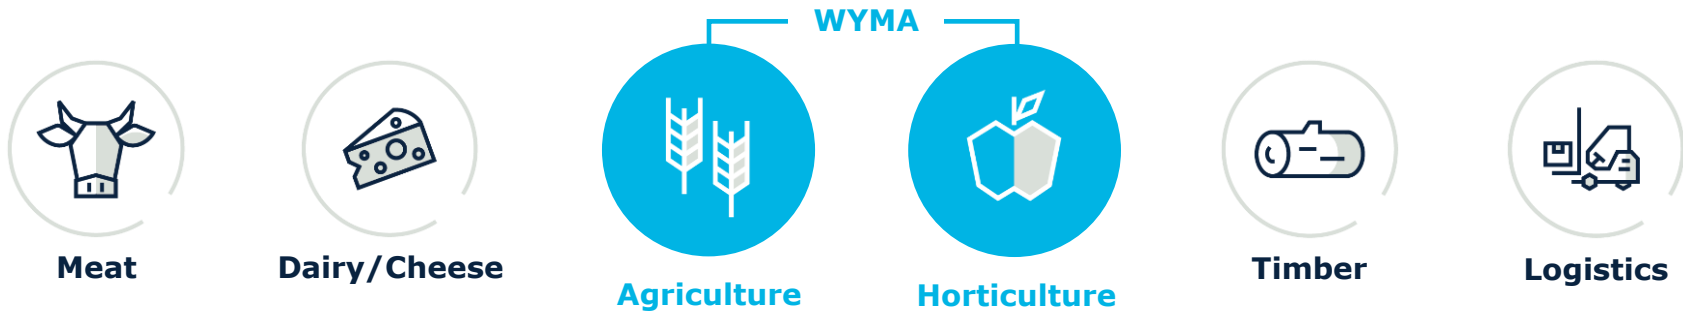 WYMA
Meat
Dairy/Cheese
Agriculture
Horticulture
Timber
Logistics